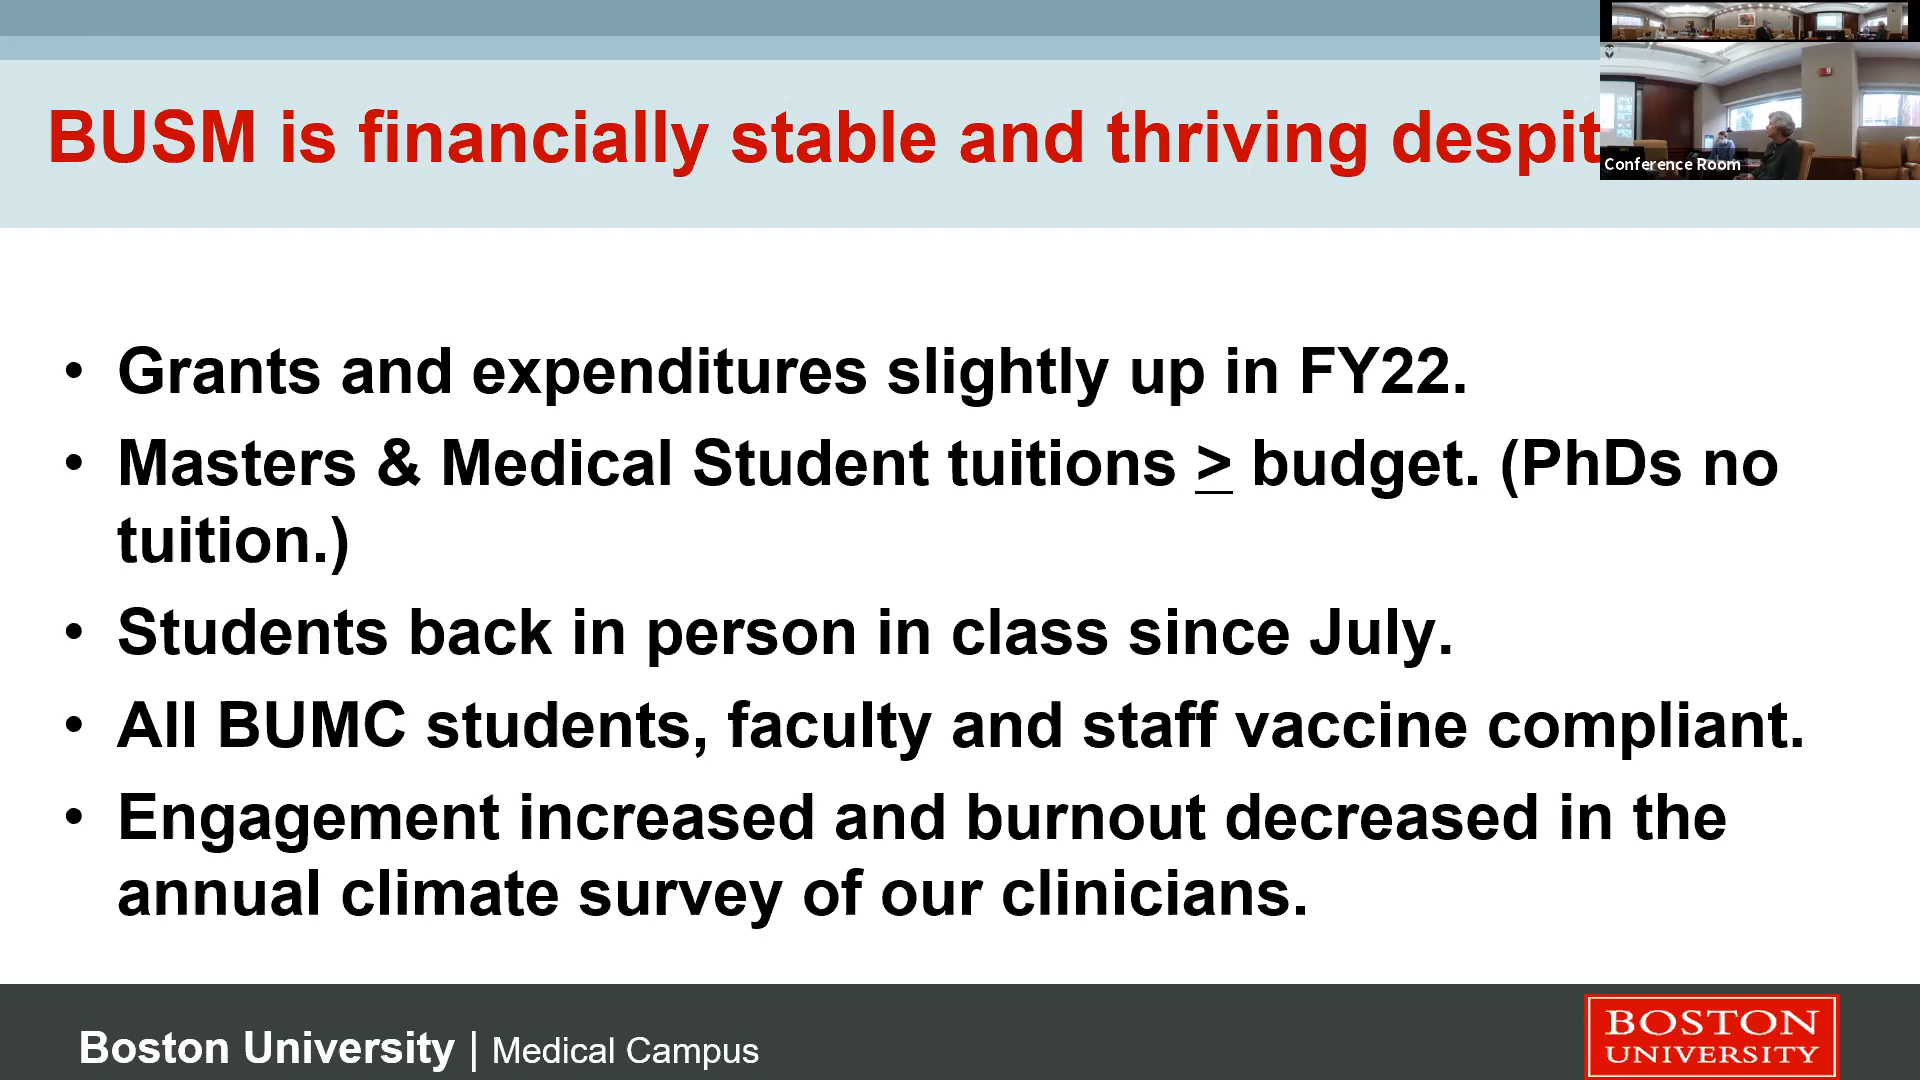 BUSM is financially stable and thriving despit
Conference Room
• Grants and expenditures slightly up in FY22.
• Masters & Medical Student tuitions ≥ budget. (PhDs no
tuition.)
• Students back in person in class since July.
• All BUMC students, faculty and staff vaccine compliant.
• Engagement increased and burnout decreased in the
annual climate survey of our clinicians.
Boston University | Medical Campus
BOSTON
UNIVERSITY